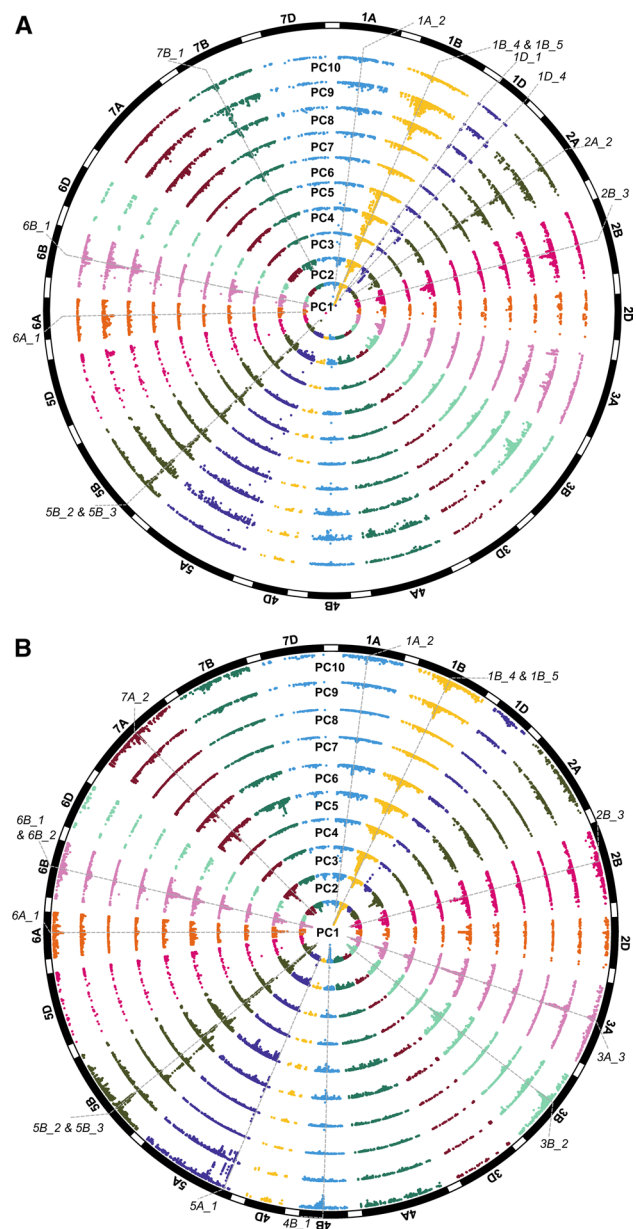 A
7D
1A
1A_2
7B
7B_1
1B
1B_4 & 1B_5
1D_1
1D
1D_4
PC10
PC9
PC8
PC7
PC6
PC5
PC4
PC3
PC2
PC1
7A
2A
2A_2
6D
2B_3
2B
6B_1
6B
6A
6A_1
2D
5D
3A
5B
3B
5B_2 & 5B_3
5A
3D
4D
4B
4A
B
7D
1A
1A_2
7B
1B
1B_4 & 1B_5
7A_2
7A
1D
PC10
PC9
PC8
PC7
PC6
PC5
PC4
PC3
PC2
PC1
2A
6D
2B_3
6B_1
& 6B_2
6B
2B
6A_1
6A
2D
5D
3A
3A_3
5B
3B
5B_2 & 5B_3
3B_2
5A
3D
5A_1
4D
4B_1
4B
4A